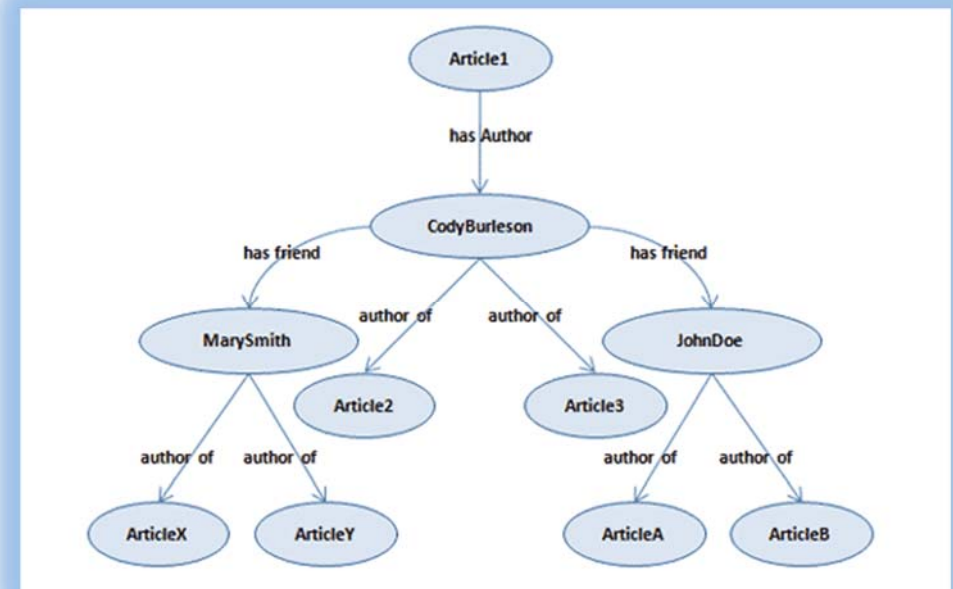 Article1
has Author
CodyBurleson
has friend
has friend
author of
author of
MarySmith
JohnDoe
Article2
Article3
author of
author of
author of
author of
ArticleX
ArticleY
ArticleA
ArticleB